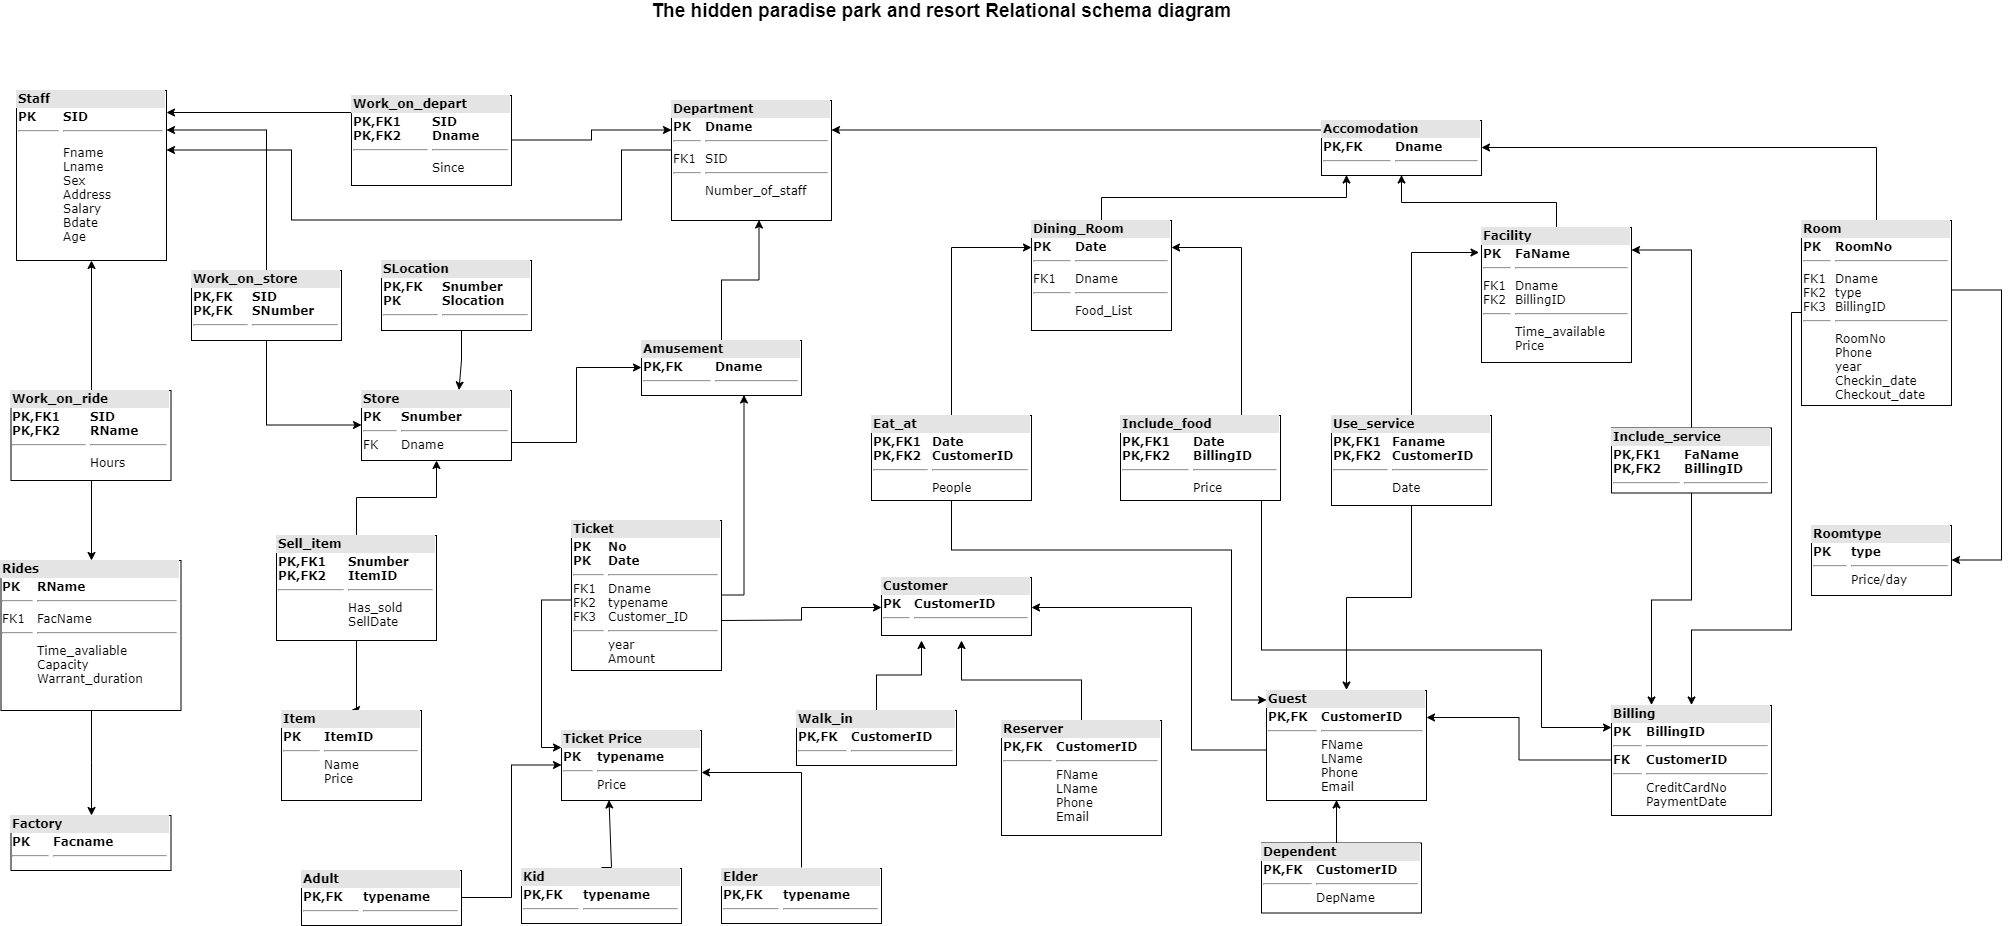 The hidden paradise park and resort Relational schema diagram
Staff
PK SID
Fname
Lname
Sex
Address
Salary
Bdate
Age
Work_on_depart
PK,FK1 SID
PK,FK2 Dname
Since
Department
PK Dname
FK1 SID
Number_of_staff
Accomodation
PK,FK Dname
Work_on_store
PK,FK SID
PK,FK SNumber
SLocation
PK,FK Snumber
PK Slocation
Dining_Room
PK Date
FK1 Dname
Food_List
Facility
PK FaName
FK1 Dname
FK2 BillingID
Time_available
Price
Room
PK RoomNo
FK1 Dname
FK2 type
FK3 BillingID
RoomNo
Phone
year
Checkin_date
Checkout_date
Amusement
PK,FK Dname
Work_on_ride
PK,FK1 SID
PK,FK2 RName
Hours
Store
PK Snumber
FK Dname
Eat_at
PK,FK1 Date
PK,FK2 CustomerID
People
Include_food
PK,FK1 Date
PK,FK2 BillingID
Price
Use_service
PK,FK1 Faname
PK,FK2 CustomerID
Date
Include_service
PK,FK1 FaName
PK,FK2 BillingID
Rides
PK RName
FK1 FacName
Time_avaliable
Capacity
Warrant_duration
Sell_item
PK,FK1 Snumber
PK,FK2 ItemID
Has_sold
SellDate
Ticket
PK No
PK Date
FK1 Dname
FK2 typename
FK3 Customer_ID
year
Amount
Customer
PK CustomerID
Roomtype
PK type
Price/day
Item
PK ItemID
Name
Price
Ticket Price
PK typename
Price
Walk_in
PK,FK CustomerID
Reserver
PK,FK CustomerID
FName
LName
Phone
Email
Guest
PK,FK CustomerID
FName
LName
Phone
Email
Billing
PK BillingID
FK CustomerID
CreditCardNo
PaymentDate
Factory
PK Facname
Adult
PK,FK typename
Kid
PK,FK typename
Elder
PK,FK typename
Dependent
PK,FK CustomerID
DepName